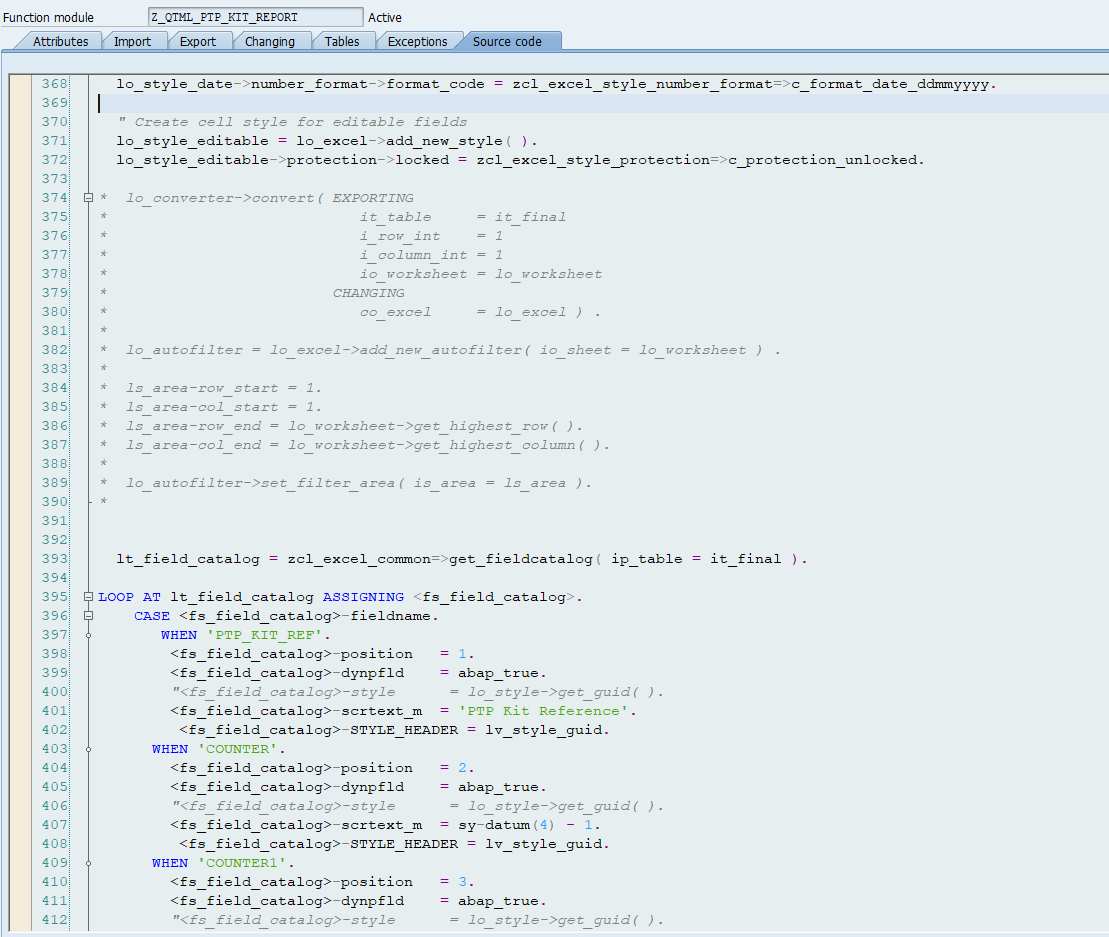 Function module Z_QTML_PTP_KIT_REPORT Active
Attributes Import Export Changing Tables Exceptions Source code
368 lo_style_date->number_format->format_code = zcl_excel_style_number_format=>c_format_date_ddmmyyyy.
369
370 " Create cell style for editable fields
371 lo_style_editable = lo_excel->add_new_style( ).
372 lo_style_editable->protection->locked = zcl_excel_style_protection=>c_protection_unlocked.
373
374 * lo_converter->convert( EXPORTING
375 * it_table = it_final
376 * i_row_int = 1
377 * i_column_int = 1
378 * io_worksheet = lo_worksheet
379 * CHANGING
380 * co_excel = lo_excel ) .
381 *
382 * lo_autofilter = lo_excel->add_new_autofilter( io_sheet = lo_worksheet ) .
383 *
384 * ls_area-row_start = 1.
385 * ls_area-col_start = 1.
386 * ls_area-row_end = lo_worksheet->get_highest_row( ).
387 * ls_area-col_end = lo_worksheet->get_highest_column( ).
388 *
389 * lo_autofilter->set_filter_area( is_area = ls_area ).
390 *
391
392
393 lt_field_catalog = zcl_excel_common=>get_fieldcatalog( ip_table = it_final ).
394
395 LOOP AT lt_field_catalog ASSIGNING <fs_field_catalog>.
396 CASE <fs_field_catalog>-fieldname.
397 WHEN 'PTP_KIT_REF'.
398 <fs_field_catalog>-position = 1.
399 <fs_field_catalog>-dynpfld = abap_true.
400 "<fs_field_catalog>-style = lo_style->get_guid( ).
401 <fs_field_catalog>-scrtext_m = 'PTP Kit Reference'.
402 <fs_field_catalog>-STYLE_HEADER = lv_style_guid.
403 WHEN 'COUNTER'.
404 <fs_field_catalog>-position = 2.
405 <fs_field_catalog>-dynpfld = abap_true.
406 "<fs_field_catalog>-style = lo_style->get_guid( ).
407 <fs_field_catalog>-scrtext_m = sy-datum(4) - 1.
408 <fs_field_catalog>-STYLE_HEADER = lv_style_guid.
409 WHEN 'COUNTER1'.
410 <fs_field_catalog>-position = 3.
411 <fs_field_catalog>-dynpfld = abap_true.
412 "<fs_field_catalog>-style = lo_style->get_guid( ).